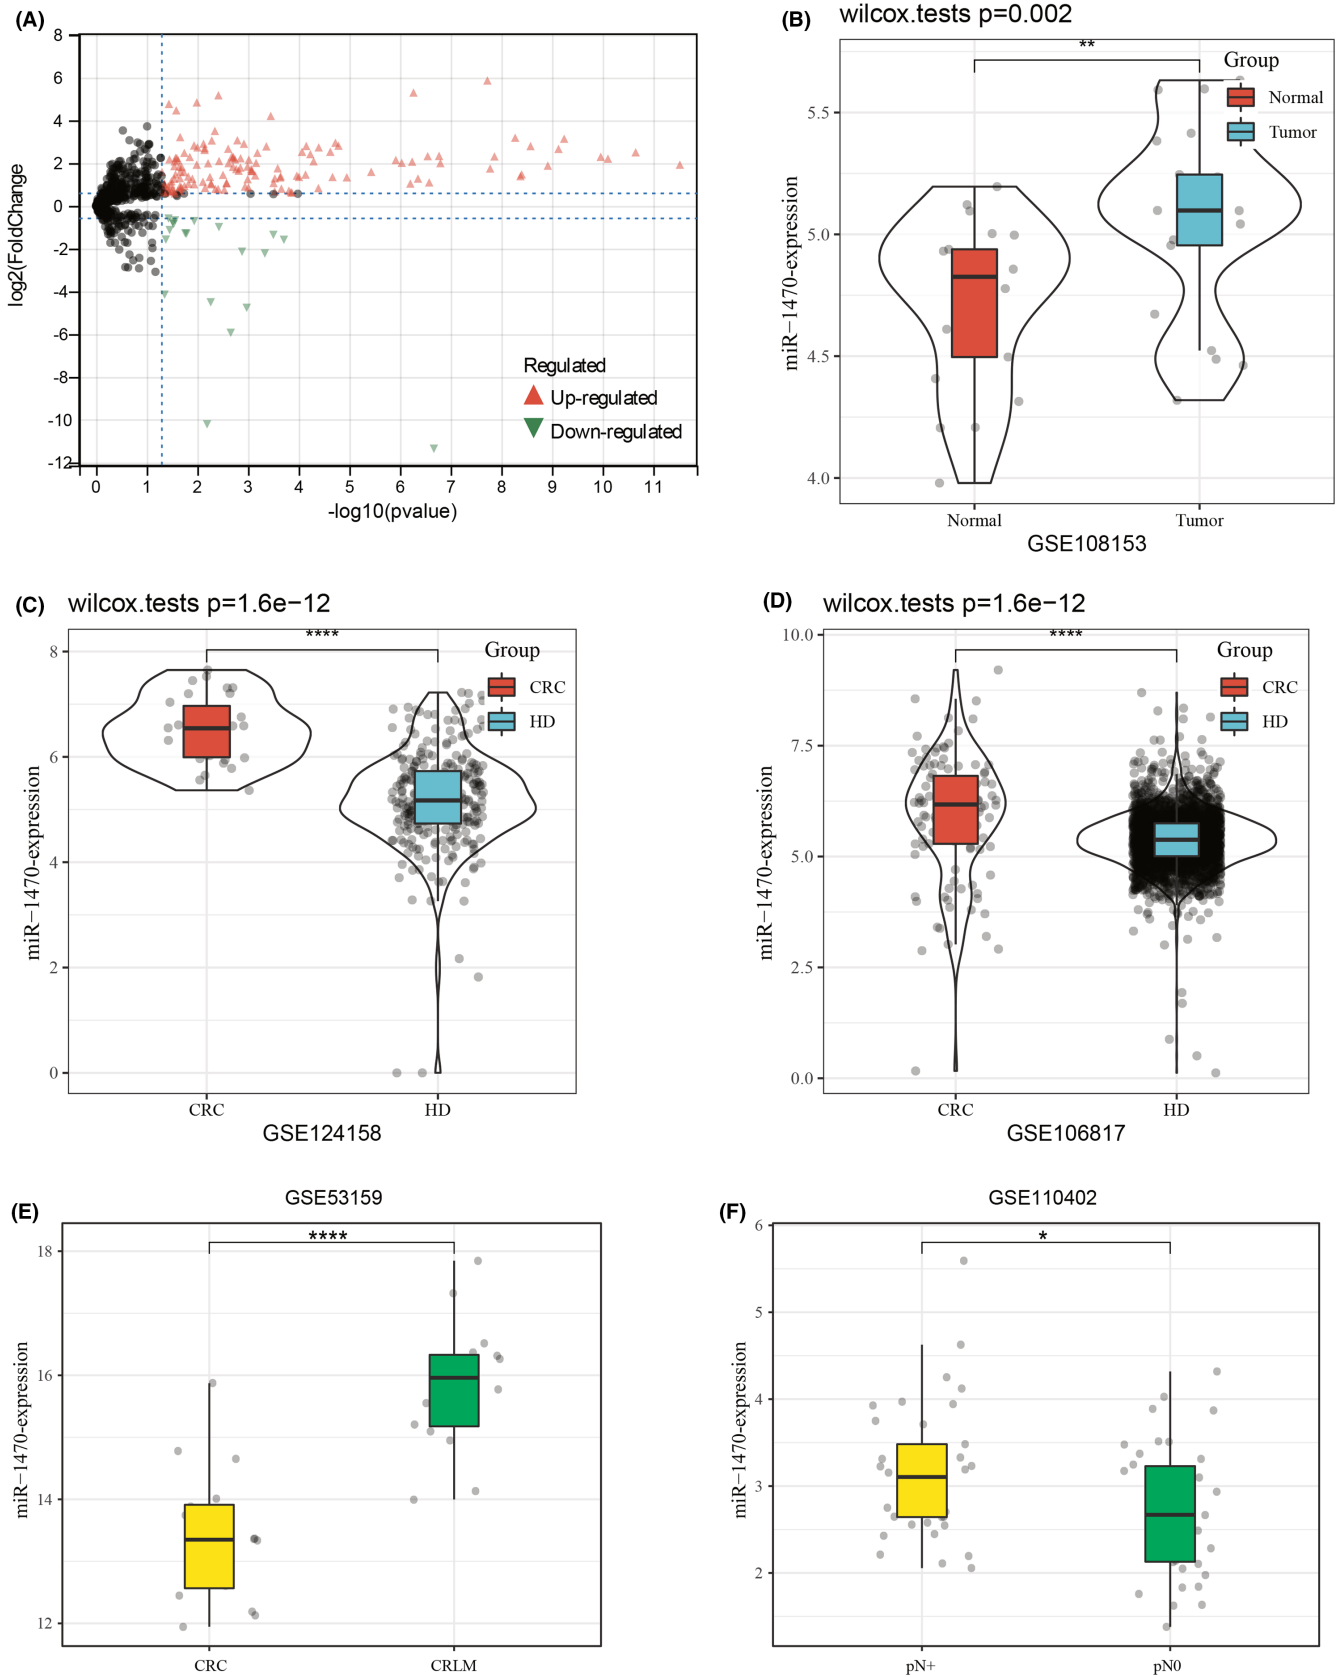 (A)
8
6
4
2
0
-2
-4
-6
-8
-10
-12
log2(FoldChange)
Regulated
Up-regulated
Down-regulated
0 1 2 3 4 5 6 7 8 9 10 11
-log10(pvalue)
(B) wilcox.tests p=0.002
**
Group
Normal
Tumor
5.5
5.0
4.5
4.0
miR−1470-expression
Normal Tumor
GSE108153
(C) wilcox.tests p=1.6e−12
****
Group
CRC
HD
8
6
4
2
0
miR−1470-expression
CRC HD
GSE124158
(D) wilcox.tests p=1.6e−12
****
Group
CRC
HD
10.0
7.5
5.0
2.5
0.0
miR−1470-expression
CRC HD
GSE106817
(E) GSE53159
****
18
16
14
12
miR−1470-expression
CRC CRLM
(F) GSE110402
*
6
5
4
3
2
miR−1470-expression
pN+ pN0